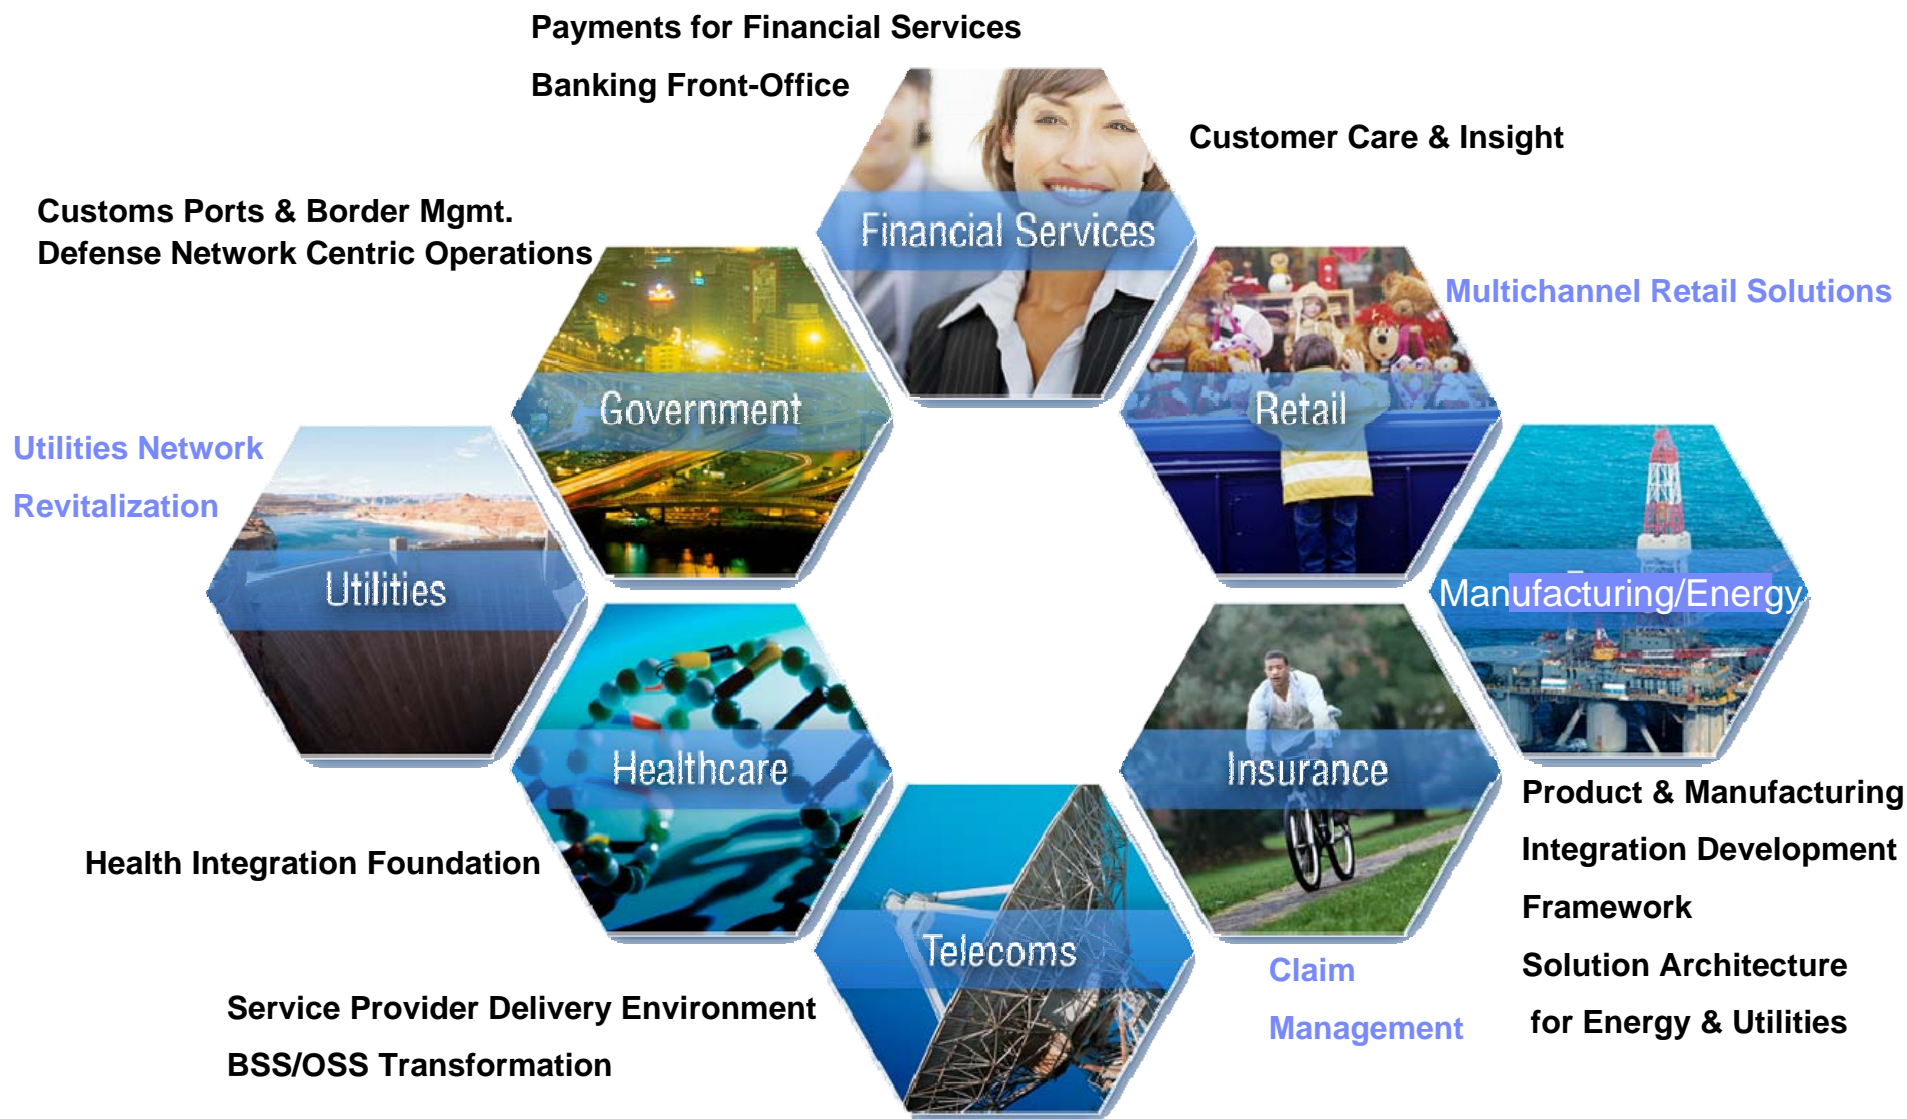 Payments for Financial Services
Banking Front-Office
Customer Care & Insight
Customs Ports & Border Mgmt.
Defense Network Centric Operations
Financial Services
Multichannel Retail Solutions
Government
Retail
Utilities Network
Revitalization
Utilities
Manufacturing/Energy
Healthcare
Insurance
Product & Manufacturing
Integration Development
Framework
Solution Architecture
for Energy & Utilities
Health Integration Foundation
Telecoms
Claim
Management
Service Provider Delivery Environment
BSS/OSS Transformation